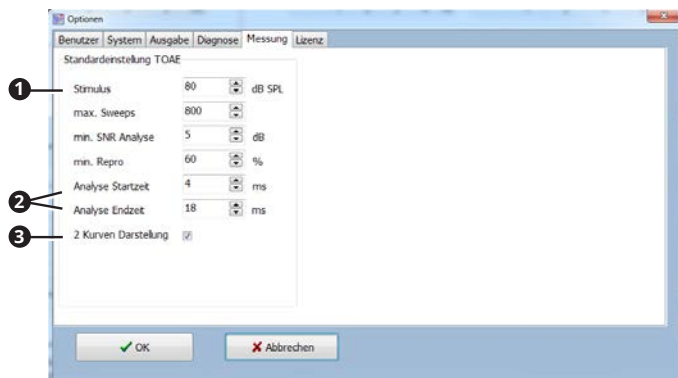 Optionen
Benutzer System Ausgabe Diagnose Messung Lizenz
Standardeinstellung TOAE
1 Stimulus 80 dB SPL
max. Sweeps 800
min. SNR Analyse 5 dB
min. Repro 60 %
2 Analyse Startzeit 4 ms
Analyse Endzeit 18 ms
3 2 Kurven Darstellung
OK Abbrechen